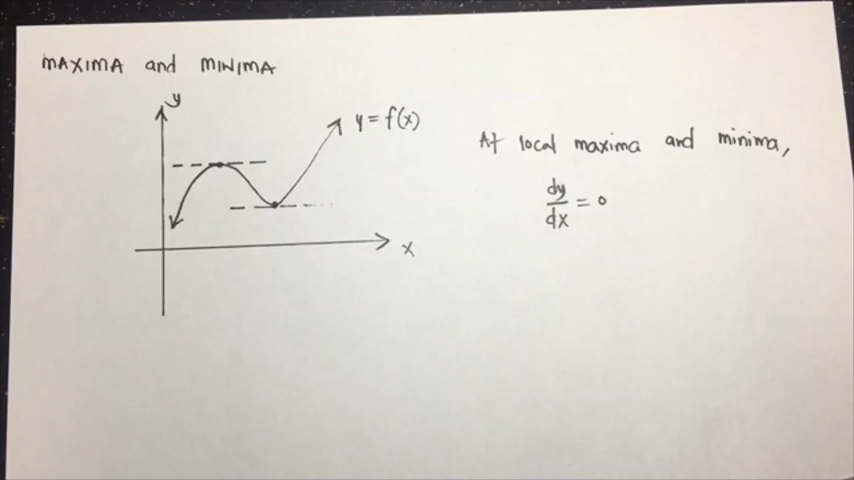 MAXIMA and MINIMA
y
y = f(x)
x
At local maxima and minima,
dy
dx = 0